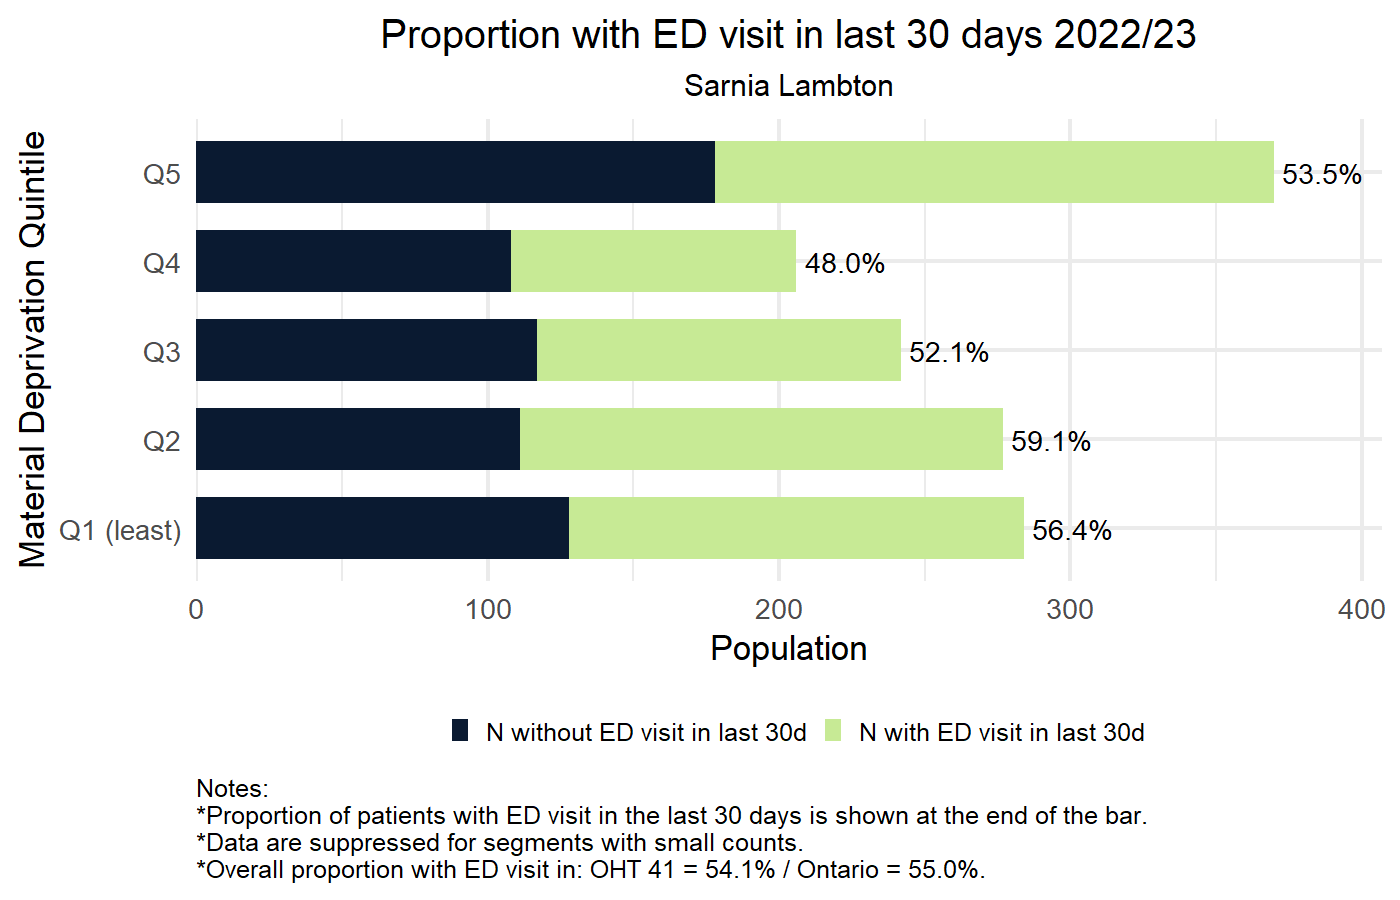 Proportion with ED visit in last 30 days 2022/23
Sarnia Lambton
Material Deprivation Quintile
Q5
53.5%
Q4
48.0%
Q3
52.1%
Q2
59.1%
Q1 (least)
56.4%
0 100 200 300 400
Population
N without ED visit in last 30d N with ED visit in last 30d
Notes:
*Proportion of patients with ED visit in the last 30 days is shown at the end of the bar.
*Data are suppressed for segments with small counts.
*Overall proportion with ED visit in: OHT 41 = 54.1% / Ontario = 55.0%.